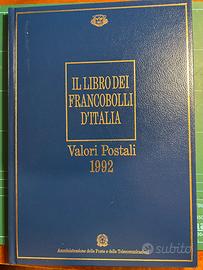 IL LIBRO DEI
FRANCOBOLLI
D'ITALIA
Valori Postali
1992
Amministrazione delle Poste e delle Telecomunicazioni
subito